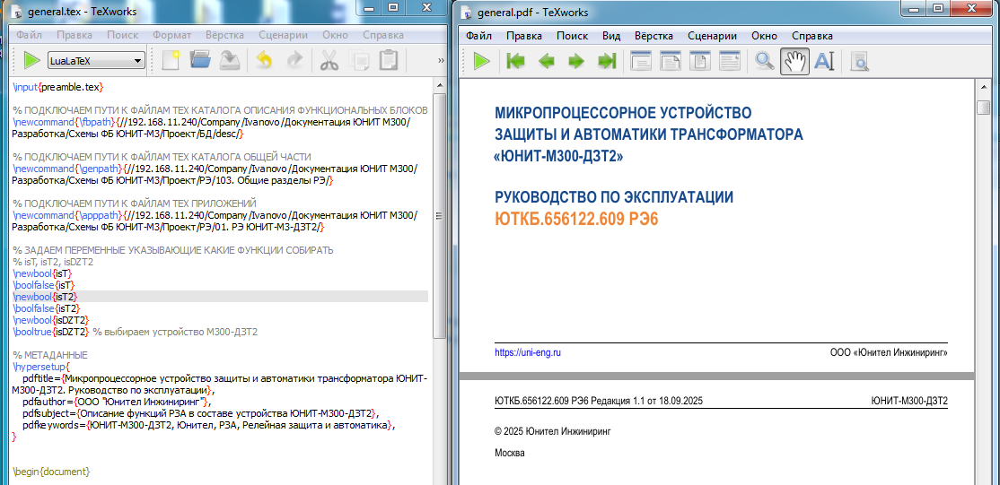 general.tex - TeXworks
Файл Правка Поиск Формат Вёрстка Сценарии Окно Справка
LuaLaTeX
»
\input{preamble.tex}
% ПОДКЛЮЧАЕМ ПУТИ К ФАЙЛАМ ТЕХ КАТАЛОГА ОПИСАНИЯ ФУНКЦИОНАЛЬНЫХ БЛОКОВ
\newcommand{\fbpath}{//192.168.11.240/Company/Ivanovo/Документация ЮНИТ М300/
Разработка/Схемы ФБ ЮНИТ-М3/Проект/БД/desc/}
% ПОДКЛЮЧАЕМ ПУТИ К ФАЙЛАМ ТЕХ КАТАЛОГА ОБЩЕЙ ЧАСТИ
\newcommand{\genpath}{//192.168.11.240/Company/Ivanovo/Документация ЮНИТ М300/
Разработка/Схемы ФБ ЮНИТ-М3/Проект/РЭ/103. Общие разделы РЭ/}
% ПОДКЛЮЧАЕМ ПУТИ К ФАЙЛАМ ТЕХ ПРИЛОЖЕНИЙ
\newcommand{\apppath}{//192.168.11.240/Company/Ivanovo/Документация ЮНИТ М300/
Разработка/Схемы ФБ ЮНИТ-М3/Проект/РЭ/01. РЭ ЮНИТ-М3-ДЗТ2/}
% ЗАДАЕМ ПЕРЕМЕННЫЕ УКАЗЫВАЮЩИЕ КАКИЕ ФУНКЦИИ СОБИРАТЬ
% isT, isT2, isDZT2
\newbool{isT}
\boolfalse{isT}
\newbool{isT2}
\boolfalse{isT2}
\newbool{isDZT2}
\booltrue{isDZT2} % выбираем устройство М300-ДЗТ2
% МЕТАДАННЫЕ
\hypersetup{
pdftitle={Микропроцессорное устройство защиты и автоматики трансформатора ЮНИТ-
М300-ДЗТ2. Руководство по эксплуатации},
pdfauthor={ООО "Юнител Инжиниринг"},
pdfsubject={Описание функций РЗА в составе устройства ЮНИТ-М300-ДЗТ2},
pdfkeywords={ЮНИТ-М300-ДЗТ2, Юнител, РЗА, Релейная защита и автоматика},
}
\begin{document}
general.pdf - TeXworks
Файл Правка Поиск Вид Вёрстка Сценарии Окно Справка
МИКРОПРОЦЕССОРНОЕ УСТРОЙСТВО
ЗАЩИТЫ И АВТОМАТИКИ ТРАНСФОРМАТОРА
«ЮНИТ-М300-ДЗТ2»
РУКОВОДСТВО ПО ЭКСПЛУАТАЦИИ
ЮТКБ.656122.609 РЭ6
https://uni-eng.ru ООО «Юнител Инжиниринг»
ЮТКБ.656122.609 РЭ6 Редакция 1.1 от 18.09.2025 ЮНИТ-М300-ДЗТ2
© 2025 Юнител Инжиниринг
Москва